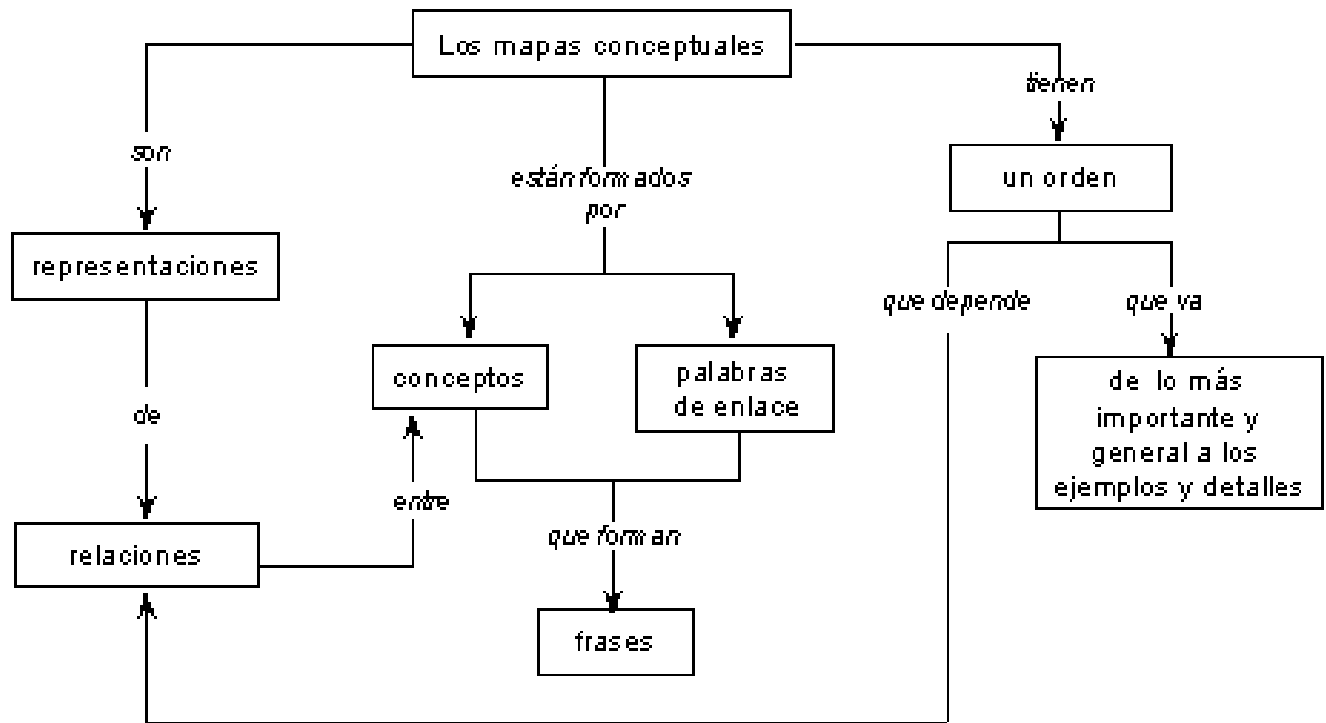 Los mapas conceptuales
tienen
son
están formados
por
un orden
representaciones
que depende
que va
conceptos
palabras
de enlace
de lo más
importante y
general a los
ejemplos y detalles
de
entre
relaciones
que forman
frases